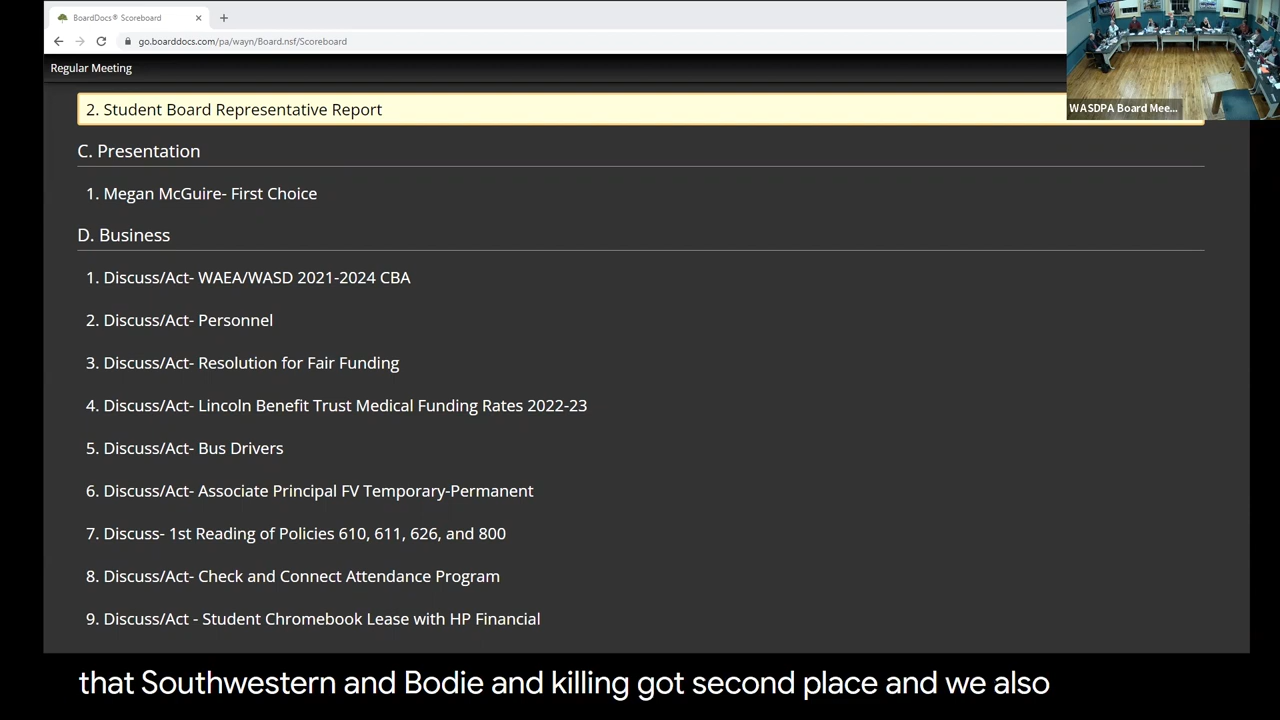 BoardDocs® Scoreboard
go.boarddocs.com/pa/wayn/Board.nsf/Scoreboard
Regular Meeting
WASDPA Board Mee...
2. Student Board Representative Report
C. Presentation
1. Megan McGuire- First Choice
D. Business
1. Discuss/Act- WAEA/WASD 2021-2024 CBA
2. Discuss/Act- Personnel
3. Discuss/Act- Resolution for Fair Funding
4. Discuss/Act- Lincoln Benefit Trust Medical Funding Rates 2022-23
5. Discuss/Act- Bus Drivers
6. Discuss/Act- Associate Principal FV Temporary-Permanent
7. Discuss- 1st Reading of Policies 610, 611, 626, and 800
8. Discuss/Act- Check and Connect Attendance Program
9. Discuss/Act - Student Chromebook Lease with HP Financial
that Southwestern and Bodie and killing got second place and we also